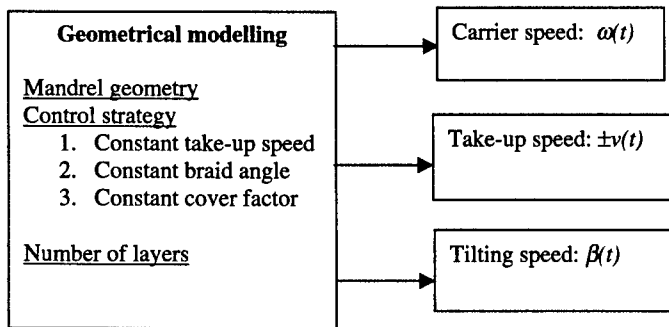 Geometrical modelling
Mandrel geometry
Control strategy
1. Constant take-up speed
2. Constant braid angle
3. Constant cover factor
Number of layers
Carrier speed: ω(t)
Take-up speed: ±v(t)
Tilting speed: β(t)